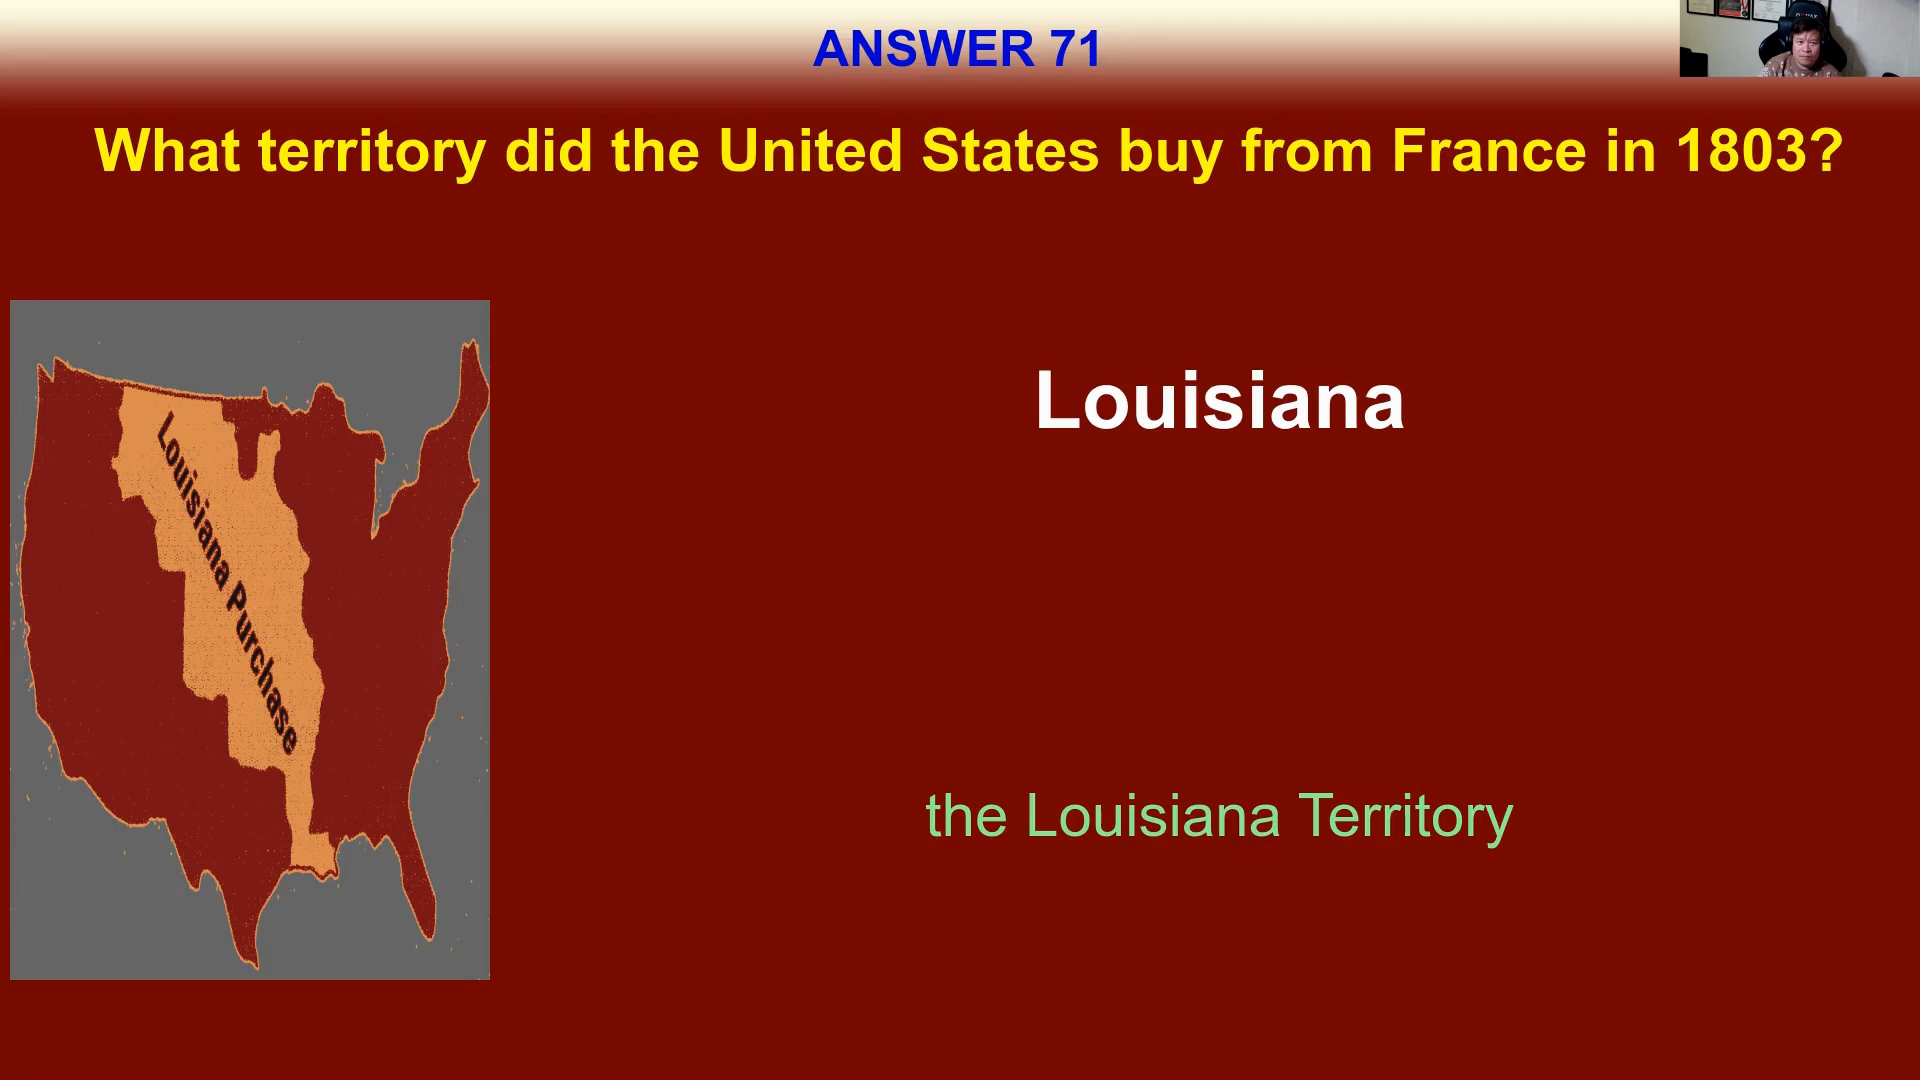 ANSWER 71
What territory did the United States buy from France in 1803?
Louisiana
Louisiana Purchase
the Louisiana Territory